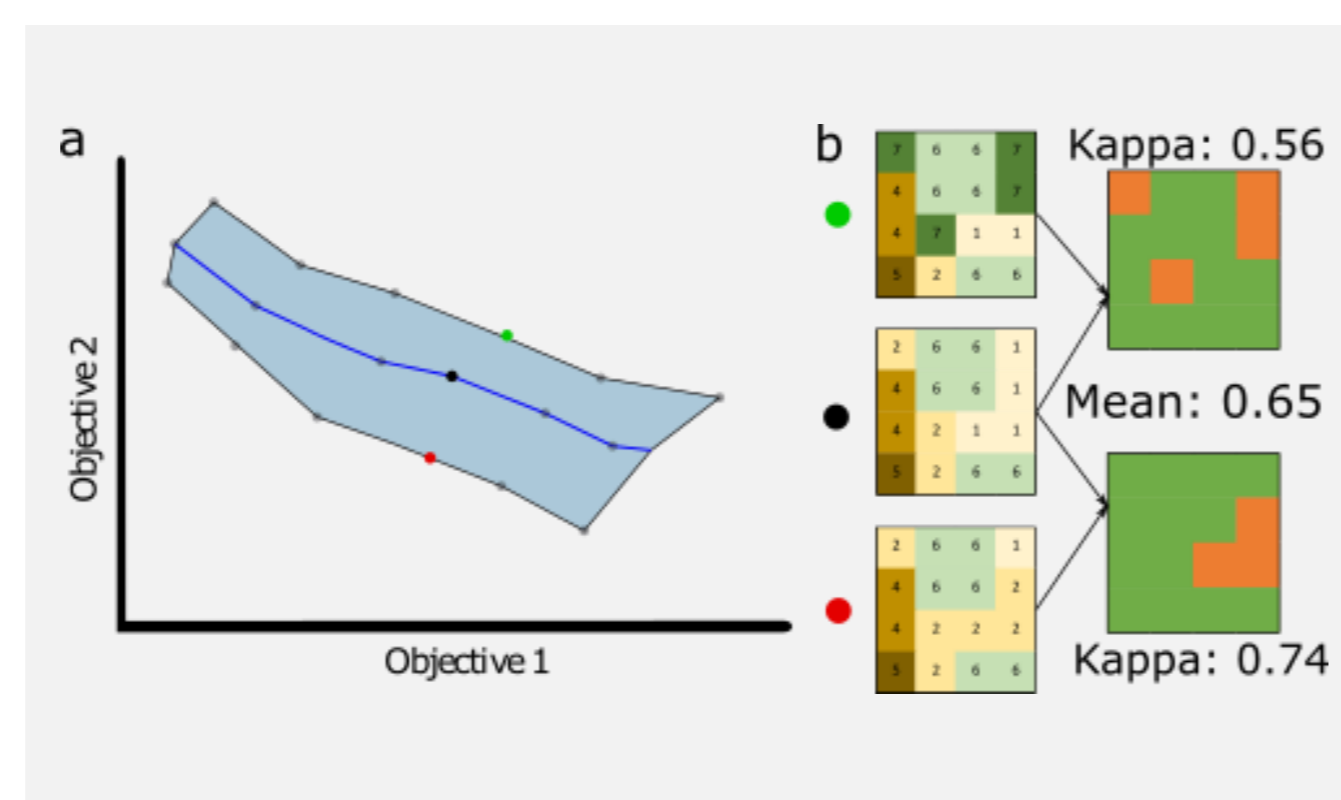 a
Objective 2
Objective 1
b
7 6 6 7
4 6 6 7
4 7 1 1
5 2 6 6
2 6 6 1
4 6 6 1
4 2 1 1
5 2 6 6
2 6 6 1
4 6 6 2
4 2 2 2
5 2 6 6
Kappa: 0.56
Mean: 0.65
Kappa: 0.74